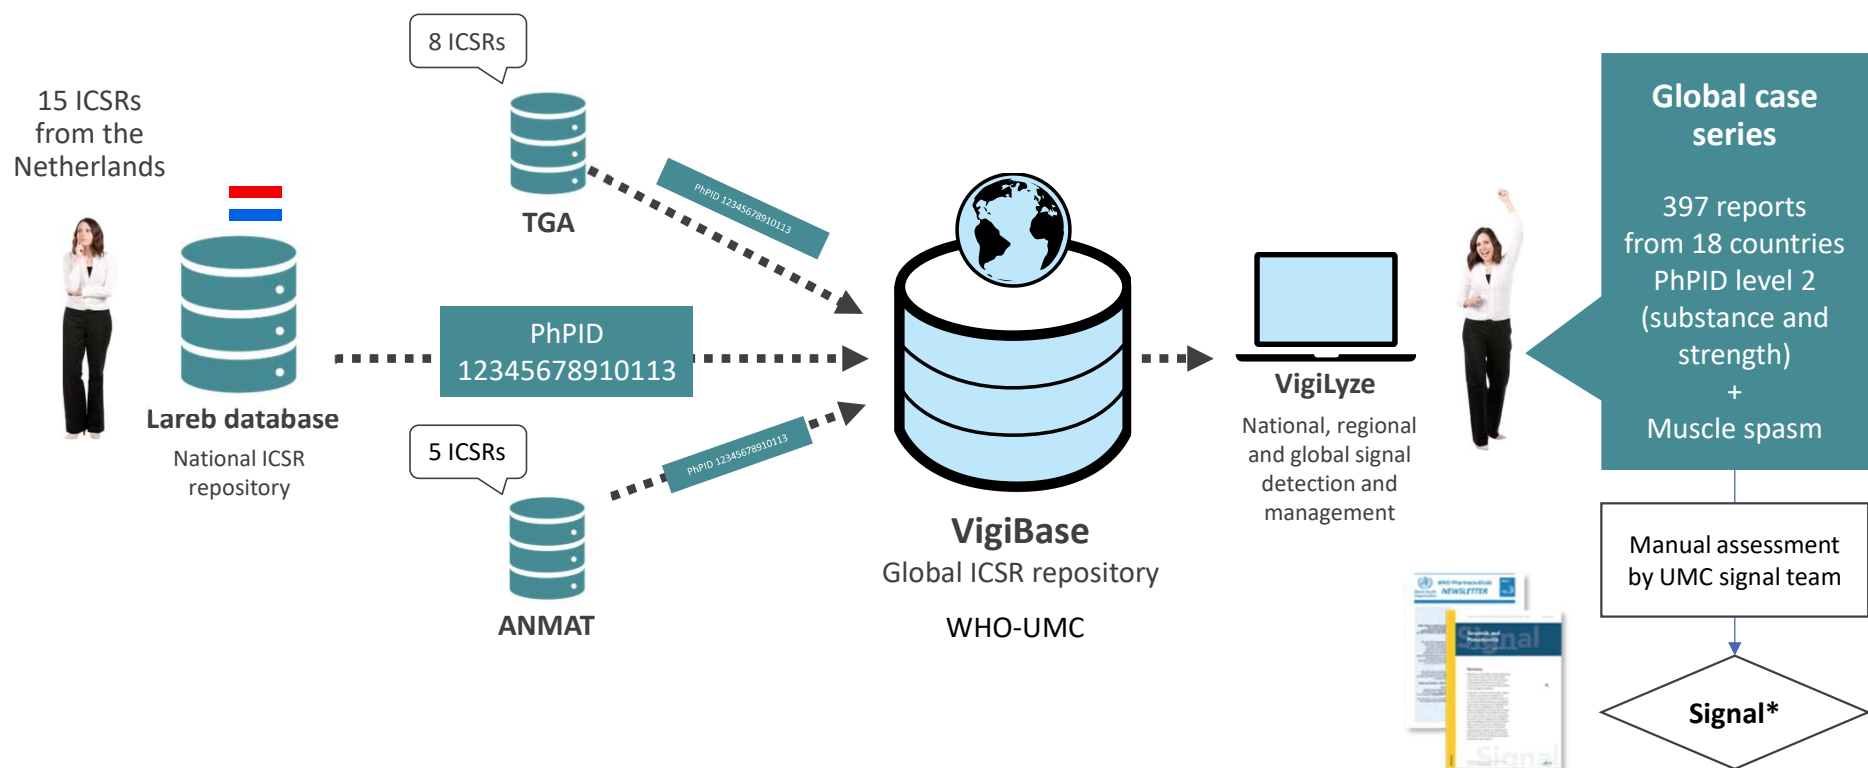 8 ICSRs
15 ICSRs
from the
Netherlands
TGA
PhPID 12345678910113
PhPID
12345678910113
Lareb database
National ICSR
repository
5 ICSRs
PhPID 12345678910113
ANMAT
VigiBase
Global ICSR repository
WHO-UMC
VigiLyze
National, regional
and global signal
detection and
management
Global case
series
397 reports
from 18 countries
PhPID level 2
(substance and
strength)
+
Muscle spasm
Manual assessment
by UMC signal team
Signal*
NEWSLETTER
Signal
Signal